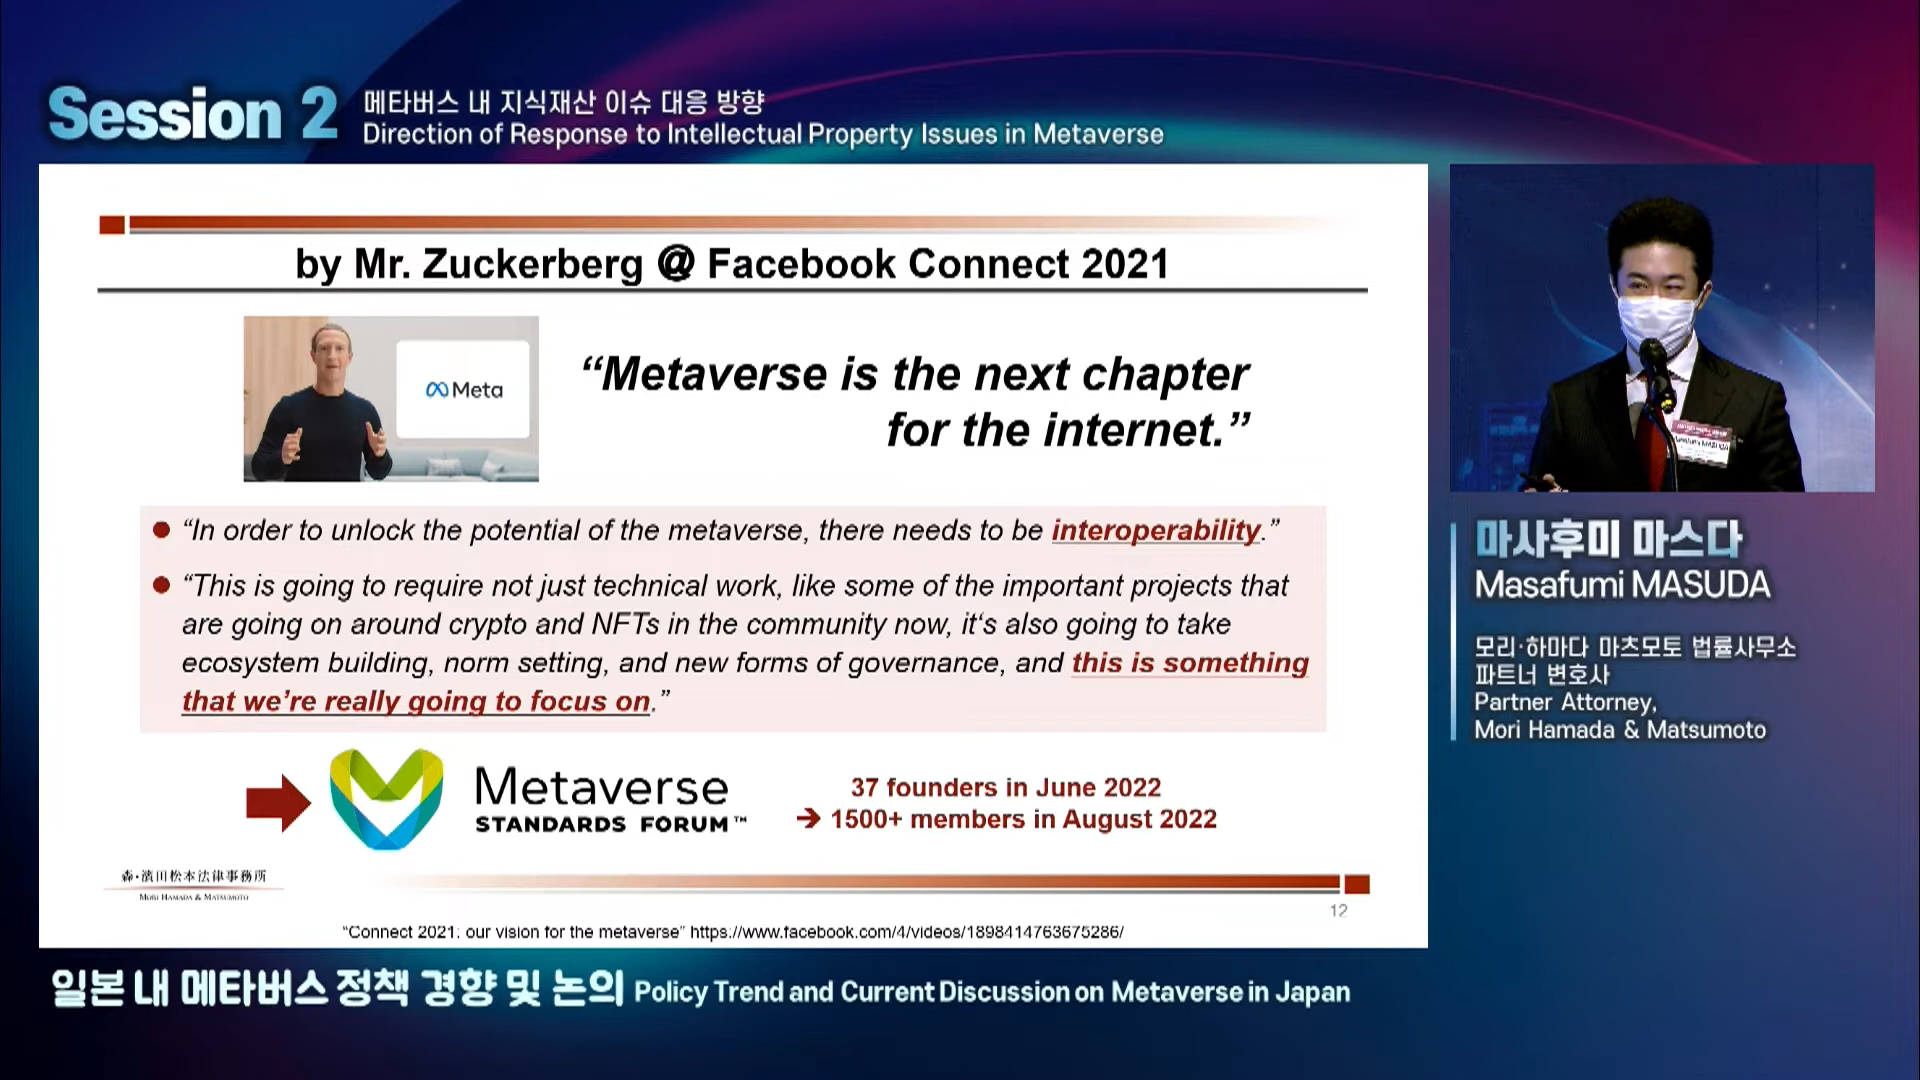 Session 2
메타버스 내 지식재산 이슈 대응 방향
Direction of Response to Intellectual Property Issues in Metaverse
by Mr. Zuckerberg @ Facebook Connect 2021
Meta
“Metaverse is the next chapter
for the internet.”
“In order to unlock the potential of the metaverse, there needs to be interoperability.”
“This is going to require not just technical work, like some of the important projects that
are going on around crypto and NFTs in the community now, it‘s also going to take
ecosystem building, norm setting, and new forms of governance, and this is something
that we’re really going to focus on.”
Metaverse
STANDARDS FORUM™
37 founders in June 2022
➔ 1500+ members in August 2022
森・濱田松本法律事務所
MORI HAMADA & MATSUMOTO
12
“Connect 2021: our vision for the metaverse” https://www.facebook.com/4/videos/1898414763675286/
마사후미 마스다
Masafumi MASUDA
모리·하마다 마츠모토 법률사무소
파트너 변호사
Partner Attorney,
Mori Hamada & Matsumoto
일본 내 메타버스 정책 경향 및 논의 Policy Trend and Current Discussion on Metaverse in Japan